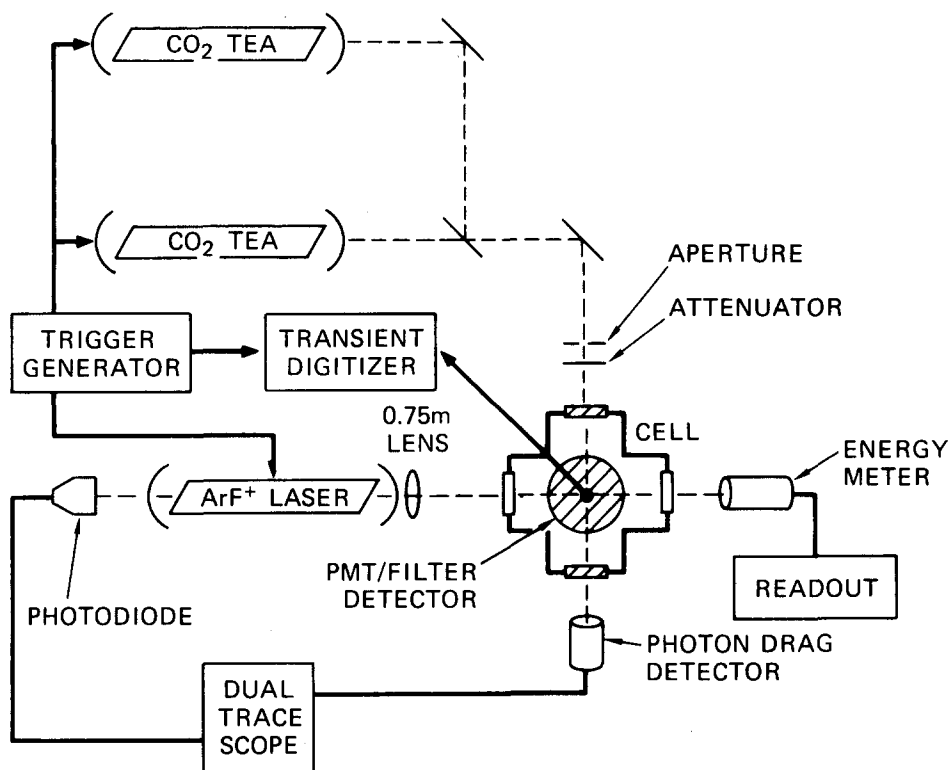 CO2 TEA
CO2 TEA
APERTURE
ATTENUATOR
TRIGGER
GENERATOR
TRANSIENT
DIGITIZER
0.75m
LENS
CELL
ENERGY
METER
ArF+ LASER
PMT/FILTER
DETECTOR
READOUT
PHOTODIODE
PHOTON DRAG
DETECTOR
DUAL
TRACE
SCOPE